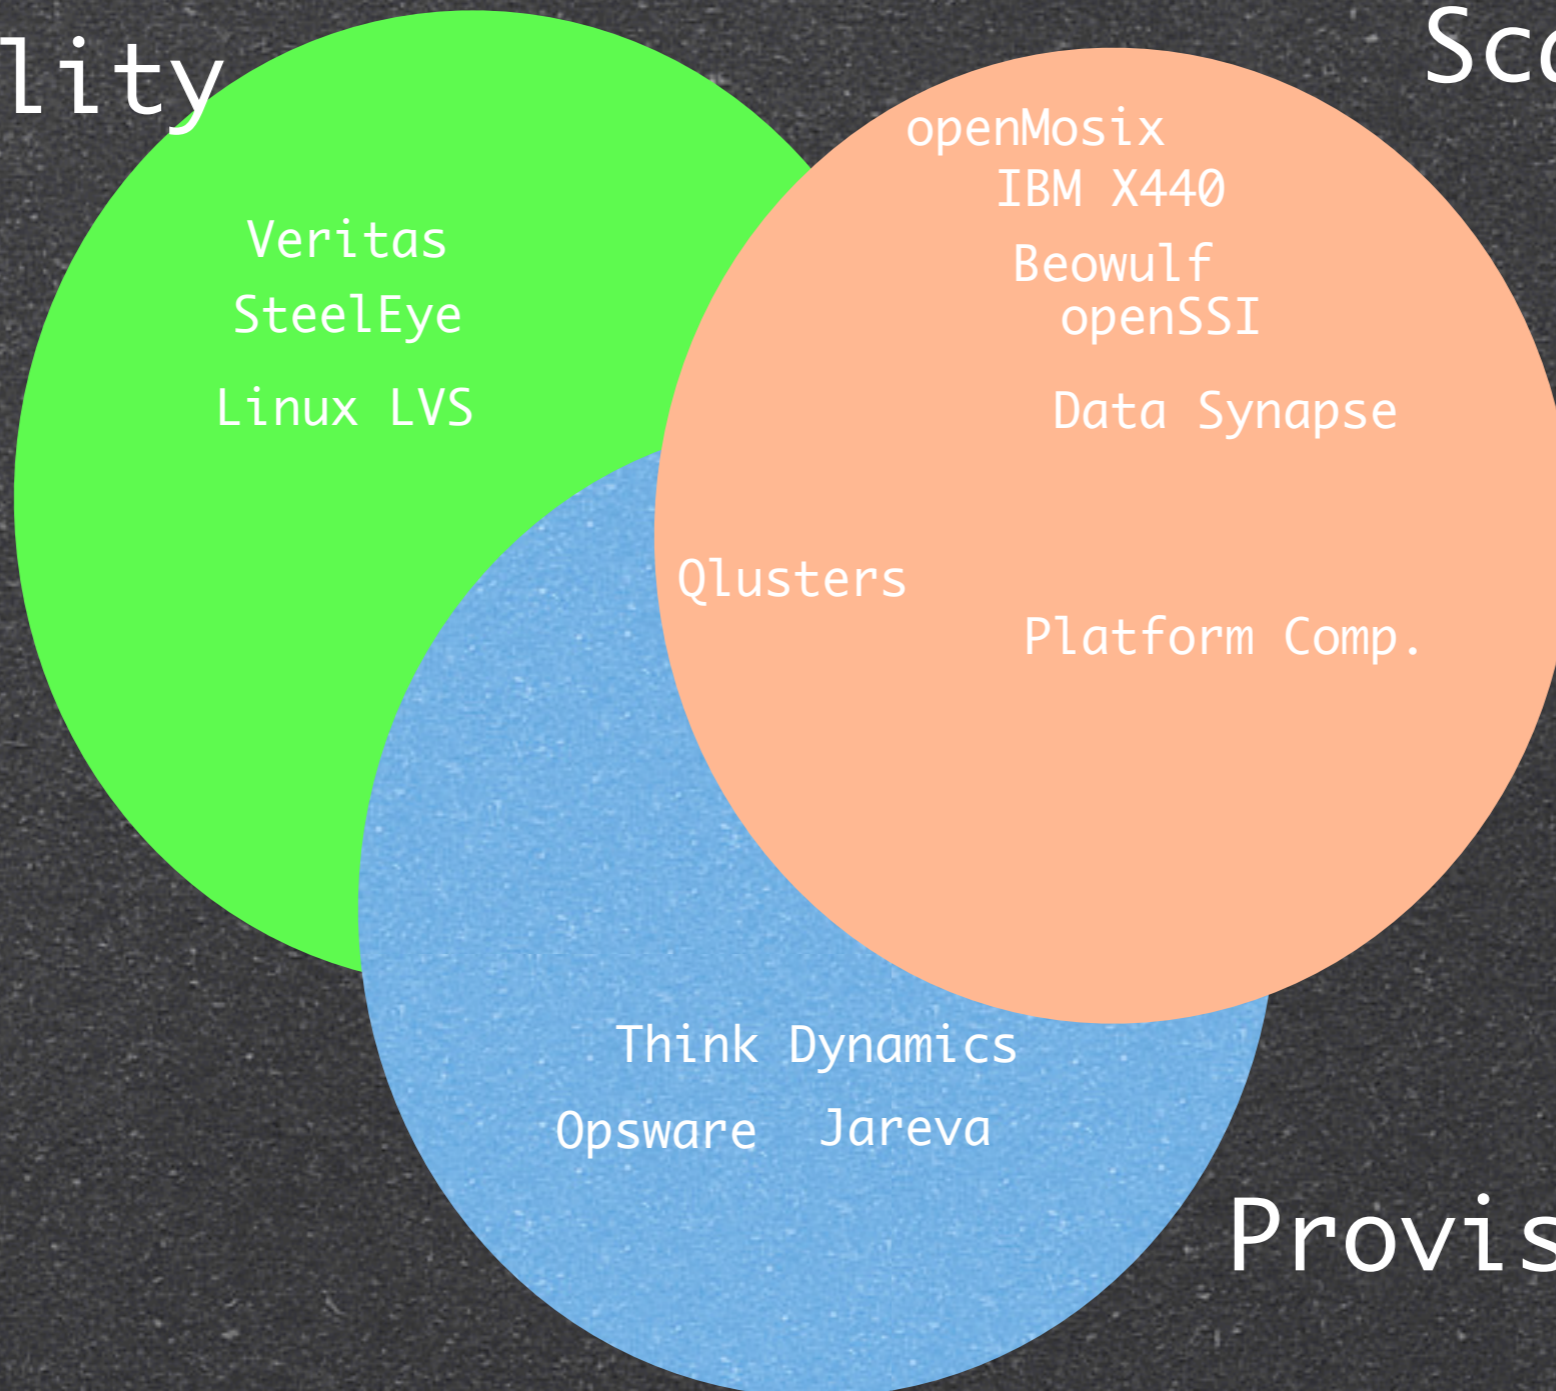 lity
Sca
openMosix
IBM X440
Veritas
Beowulf
SteelEye
openSSI
Linux LVS
Data Synapse
Qlusters
Platform Comp.
Think Dynamics
Opsware Jareva
Provis